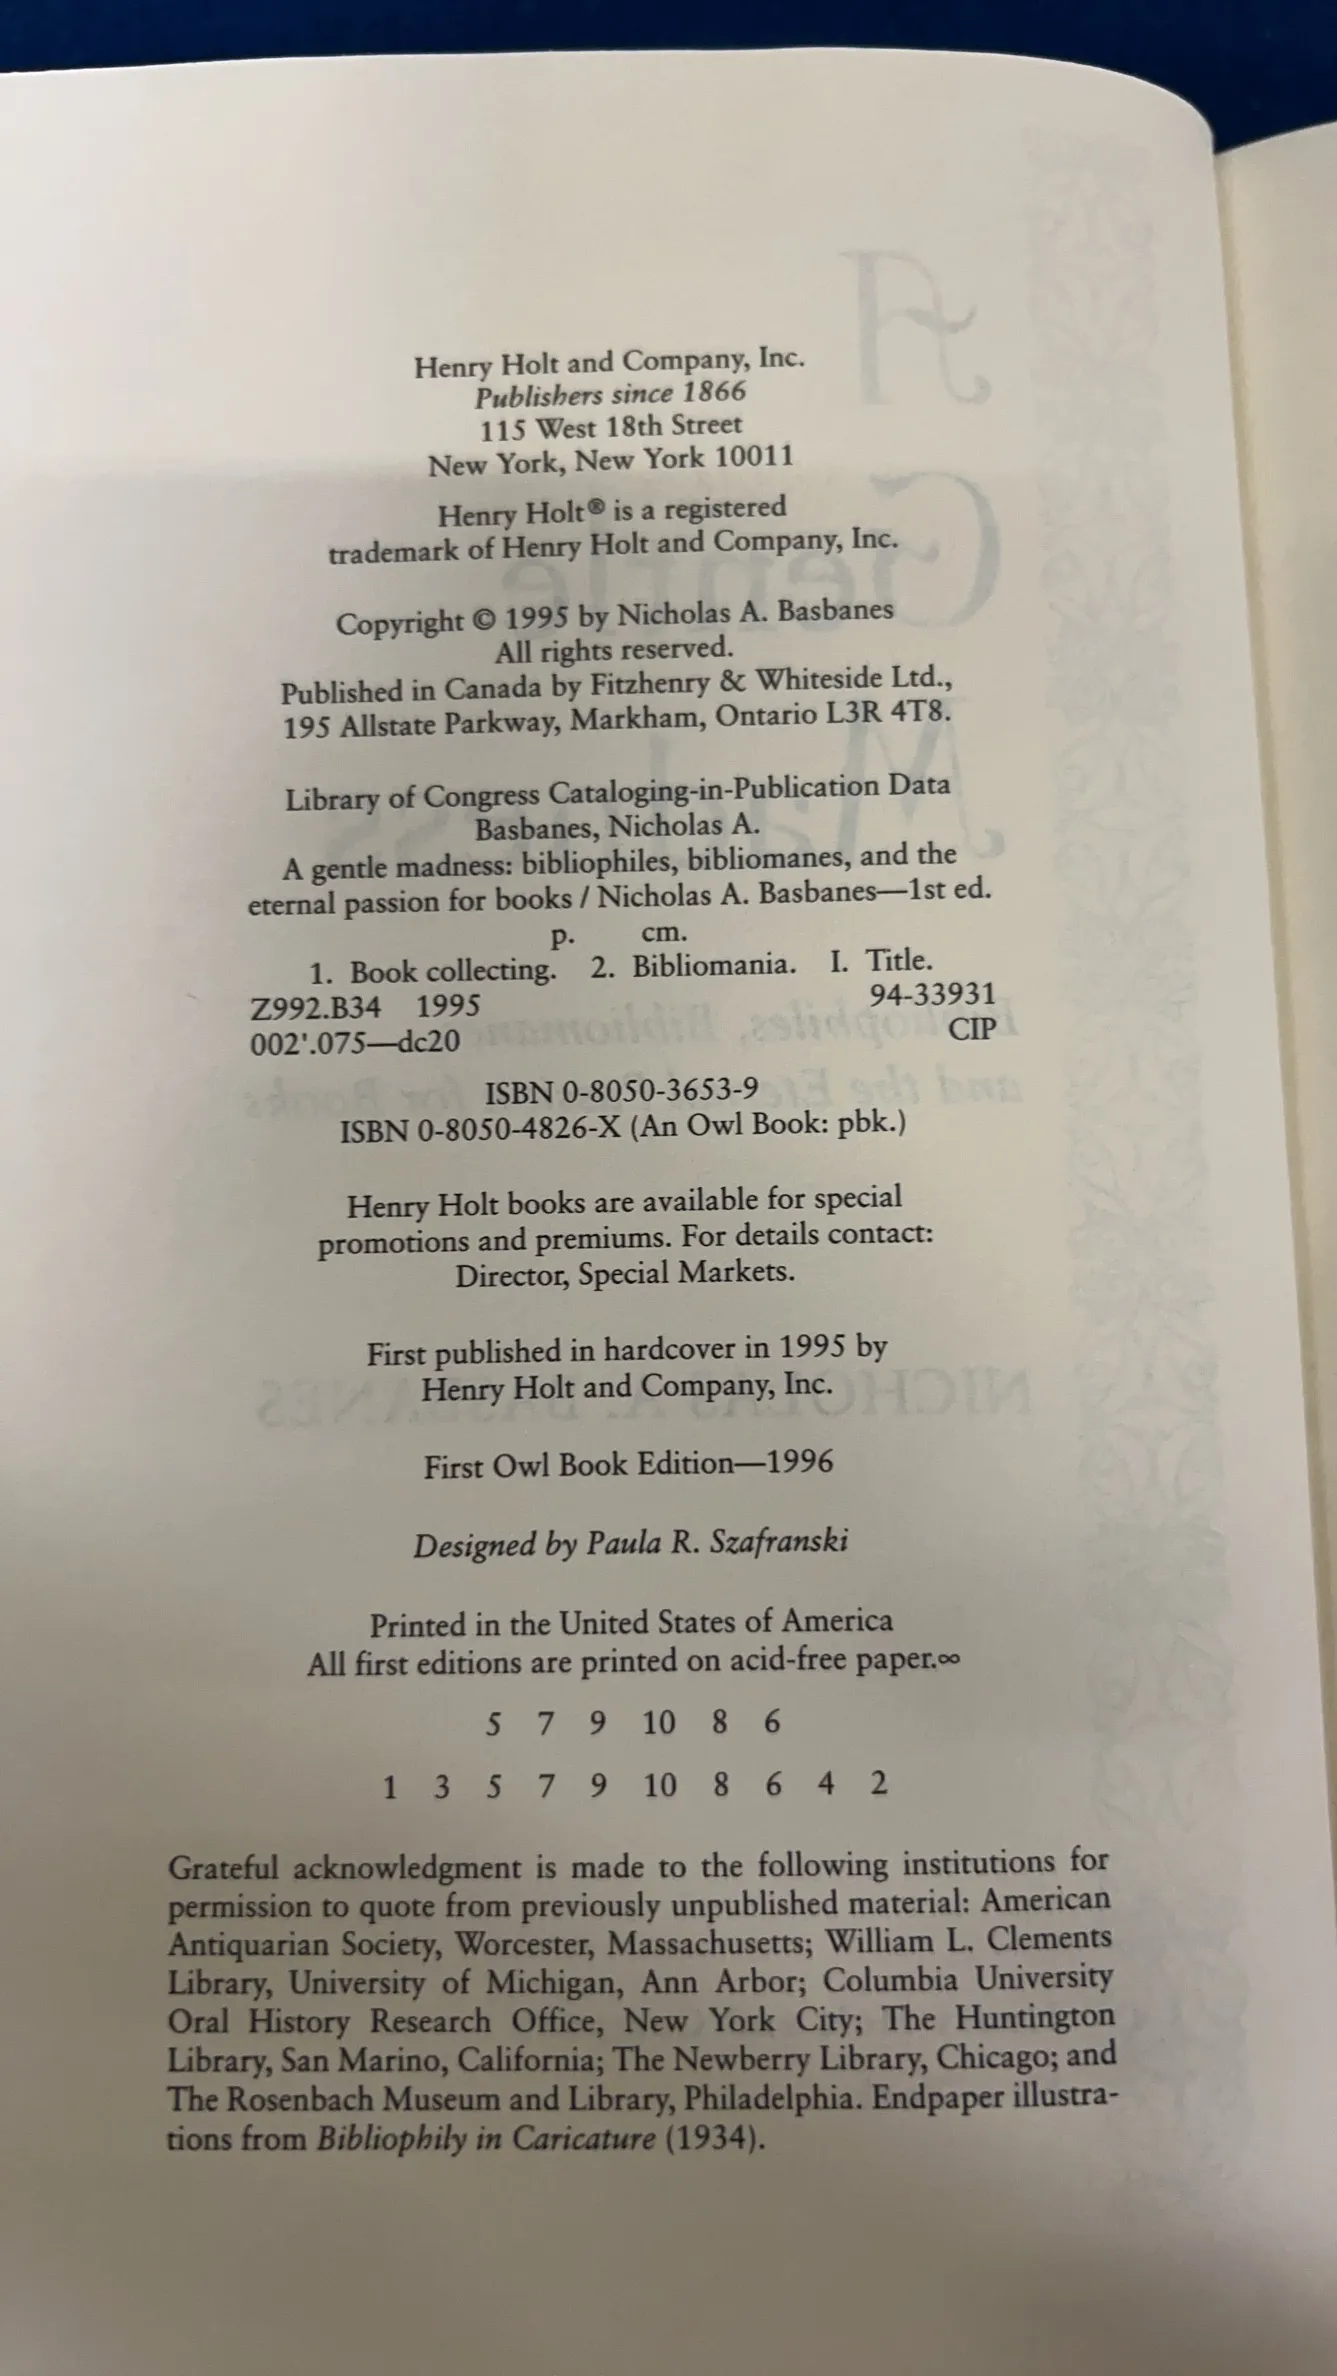 Henry Holt and Company, Inc.
Publishers since 1866
115 West 18th Street
New York, New York 10011
Henry Holt® is a registered
trademark of Henry Holt and Company, Inc.
Copyright © 1995 by Nicholas A. Basbanes
All rights reserved.
Published in Canada by Fitzhenry & Whiteside Ltd.,
195 Allstate Parkway, Markham, Ontario L3R 4T8.
Library of Congress Cataloging-in-Publication Data
Basbanes, Nicholas A.
A gentle madness: bibliophiles, bibliomanes, and the
eternal passion for books / Nicholas A. Basbanes—1st ed.
p. cm.
1. Book collecting. 2. Bibliomania. I. Title.
Z992.B34 1995 94-33931
002'.075—dc20 CIP
ISBN 0-8050-3653-9
ISBN 0-8050-4826-X (An Owl Book: pbk.)
Henry Holt books are available for special
promotions and premiums. For details contact:
Director, Special Markets.
First published in hardcover in 1995 by
Henry Holt and Company, Inc.
First Owl Book Edition—1996
Designed by Paula R. Szafranski
Printed in the United States of America
All first editions are printed on acid-free paper.∞
5 7 9 10 8 6
1 3 5 7 9 10 8 6 4 2
Grateful acknowledgment is made to the following institutions for
permission to quote from previously unpublished material: American
Antiquarian Society, Worcester, Massachusetts; William L. Clements
Library, University of Michigan, Ann Arbor; Columbia University
Oral History Research Office, New York City; The Huntington
Library, San Marino, California; The Newberry Library, Chicago; and
The Rosenbach Museum and Library, Philadelphia. Endpaper illustra-
tions from Bibliophily in Caricature (1934).